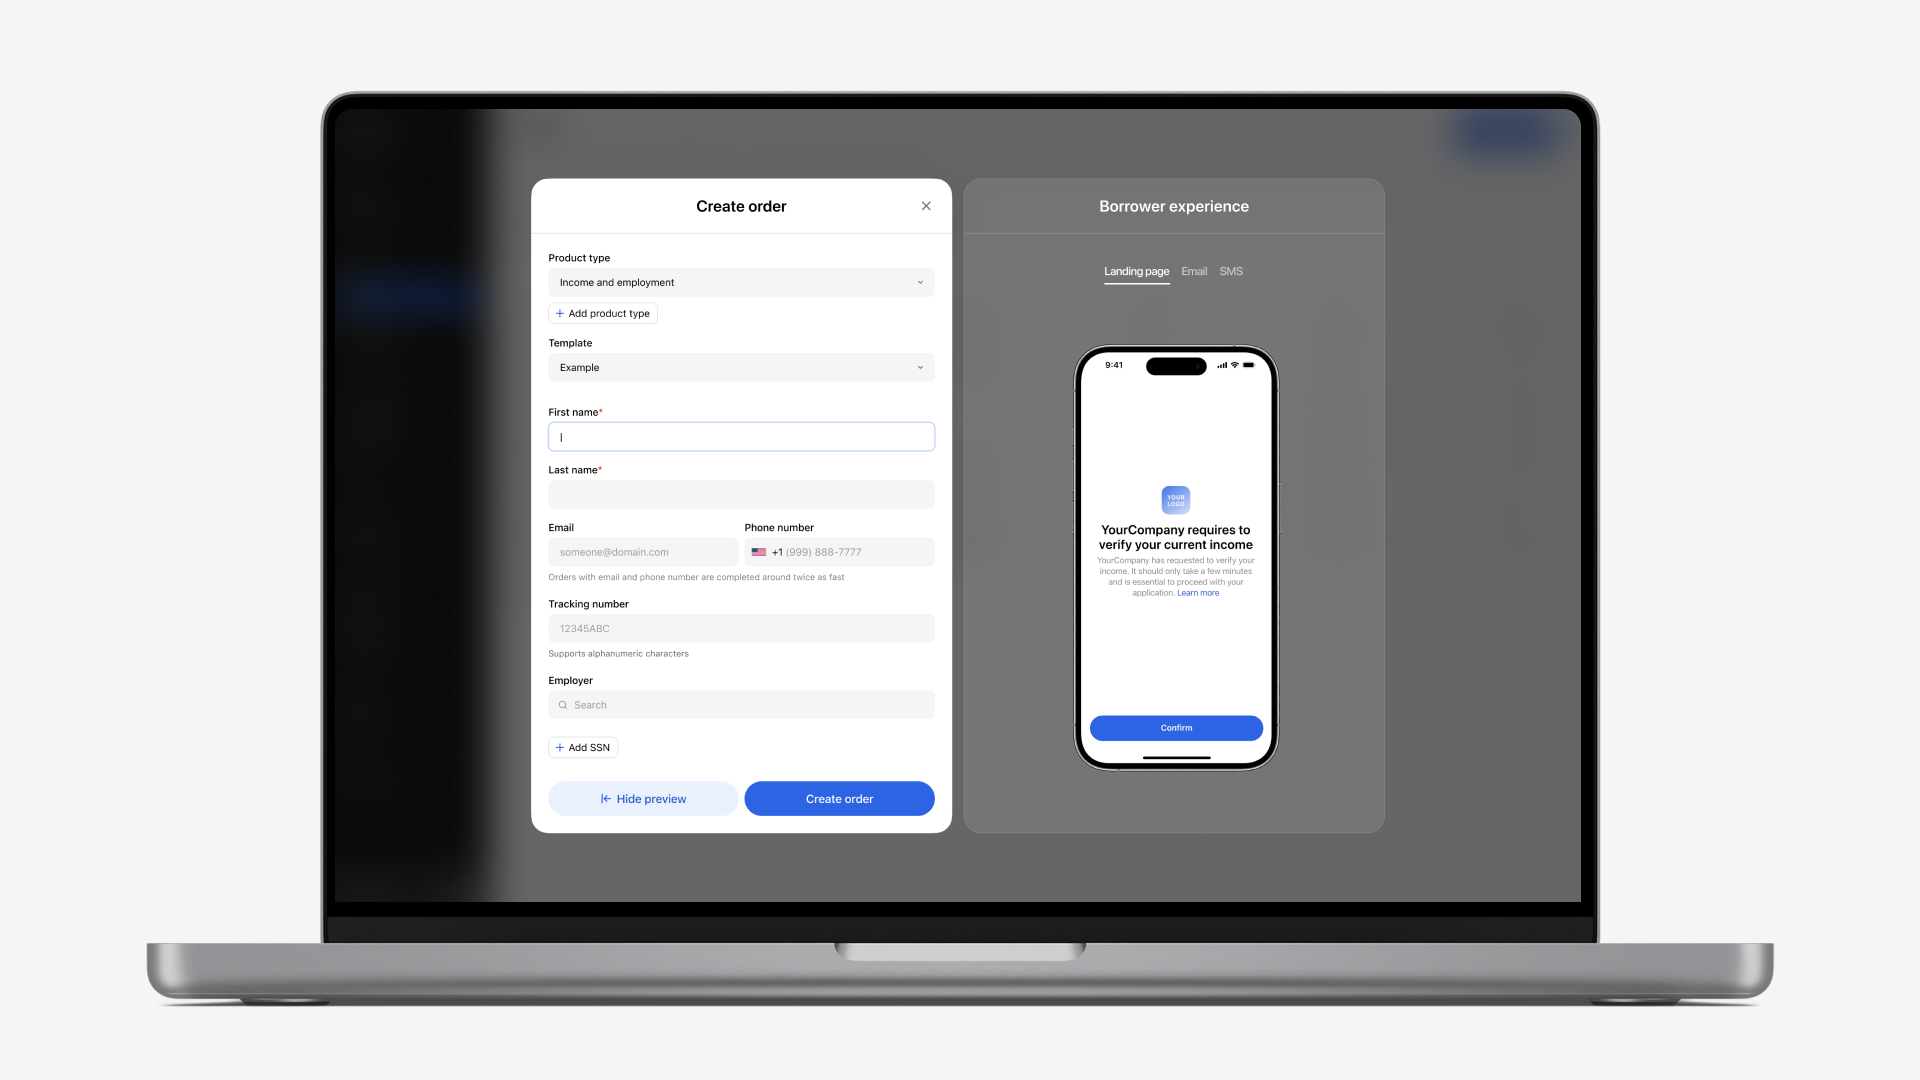 Create order
Product type
Income and employment
Add product type
Template
Example
First name*
Last name*
Email
Phone number
someone@domain.com
+1 (999) 888-7777
Orders with email and phone number are completed around twice as fast
Tracking number
12345ABC
Supports alphanumeric characters
Employer
Search
Add SSN
Hide preview
Create order
Borrower experience
Landing page
Email
SMS
9:41
YOUR
LOGO
YourCompany requires to
verify your current income
YourCompany has requested to verify your
income. It should only take a few minutes
and is essential to proceed with your
application. Learn more
Confirm